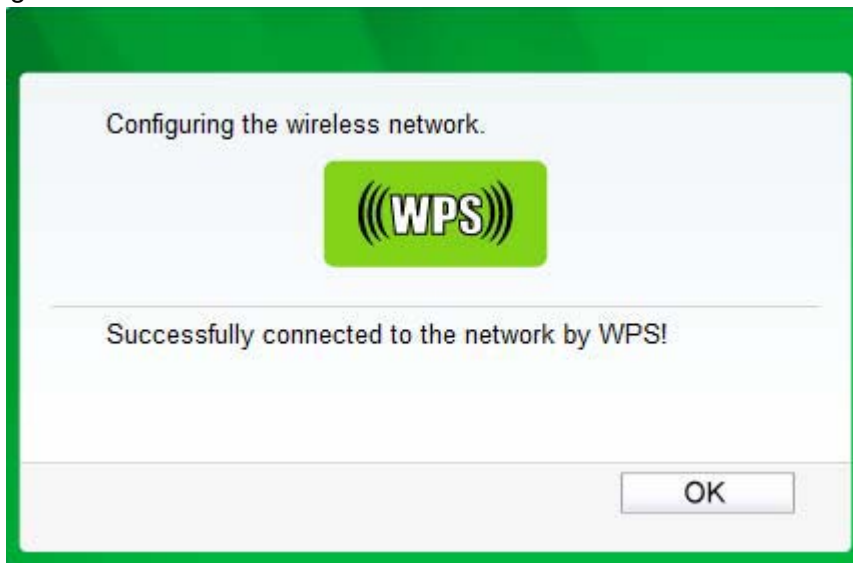 Configuring the wireless network.
WPS
Successfully connected to the network by WPS!
OK